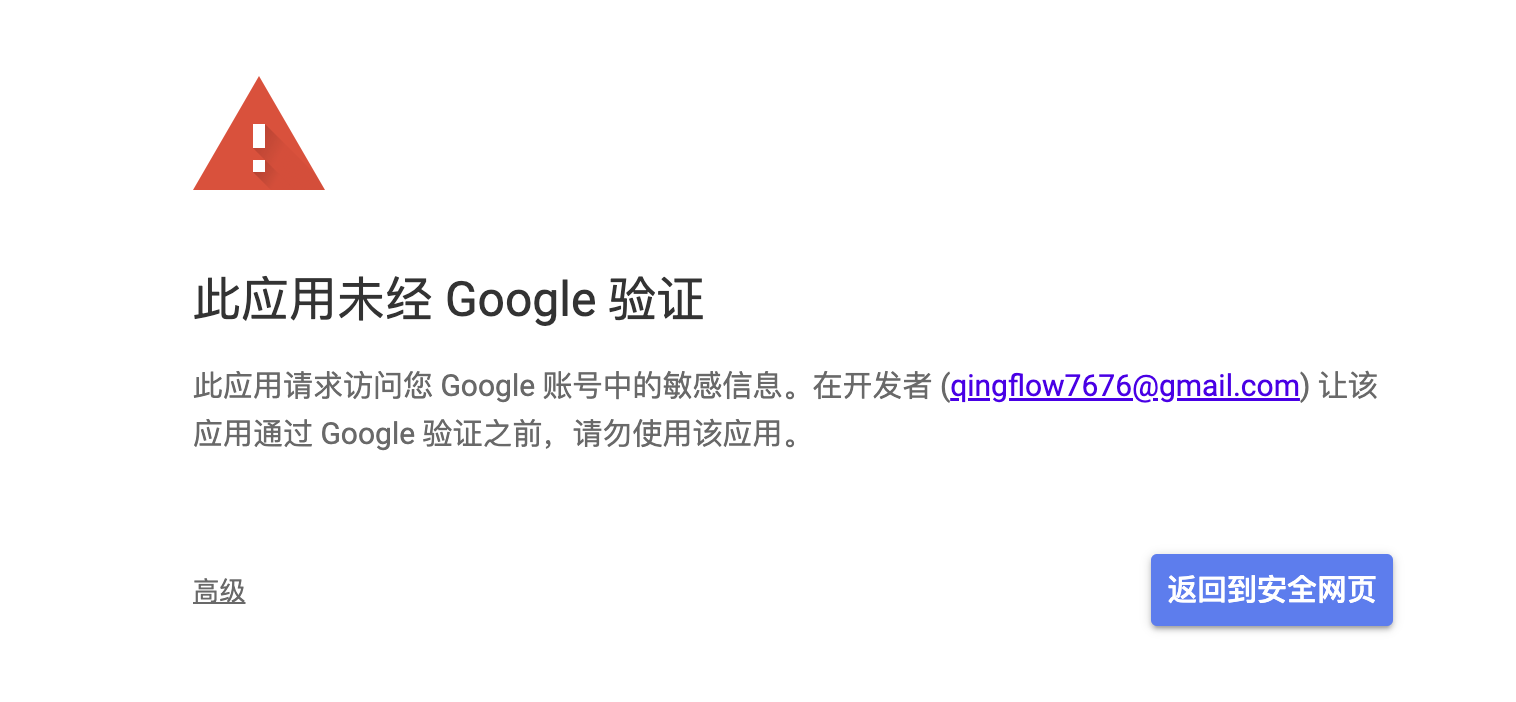 此应用未经 Google 验证
此应用请求访问您 Google 账号中的敏感信息。在开发者 (qingflow7676@gmail.com) 让该
应用通过 Google 验证之前，请勿使用该应用。
高级
返回到安全网页